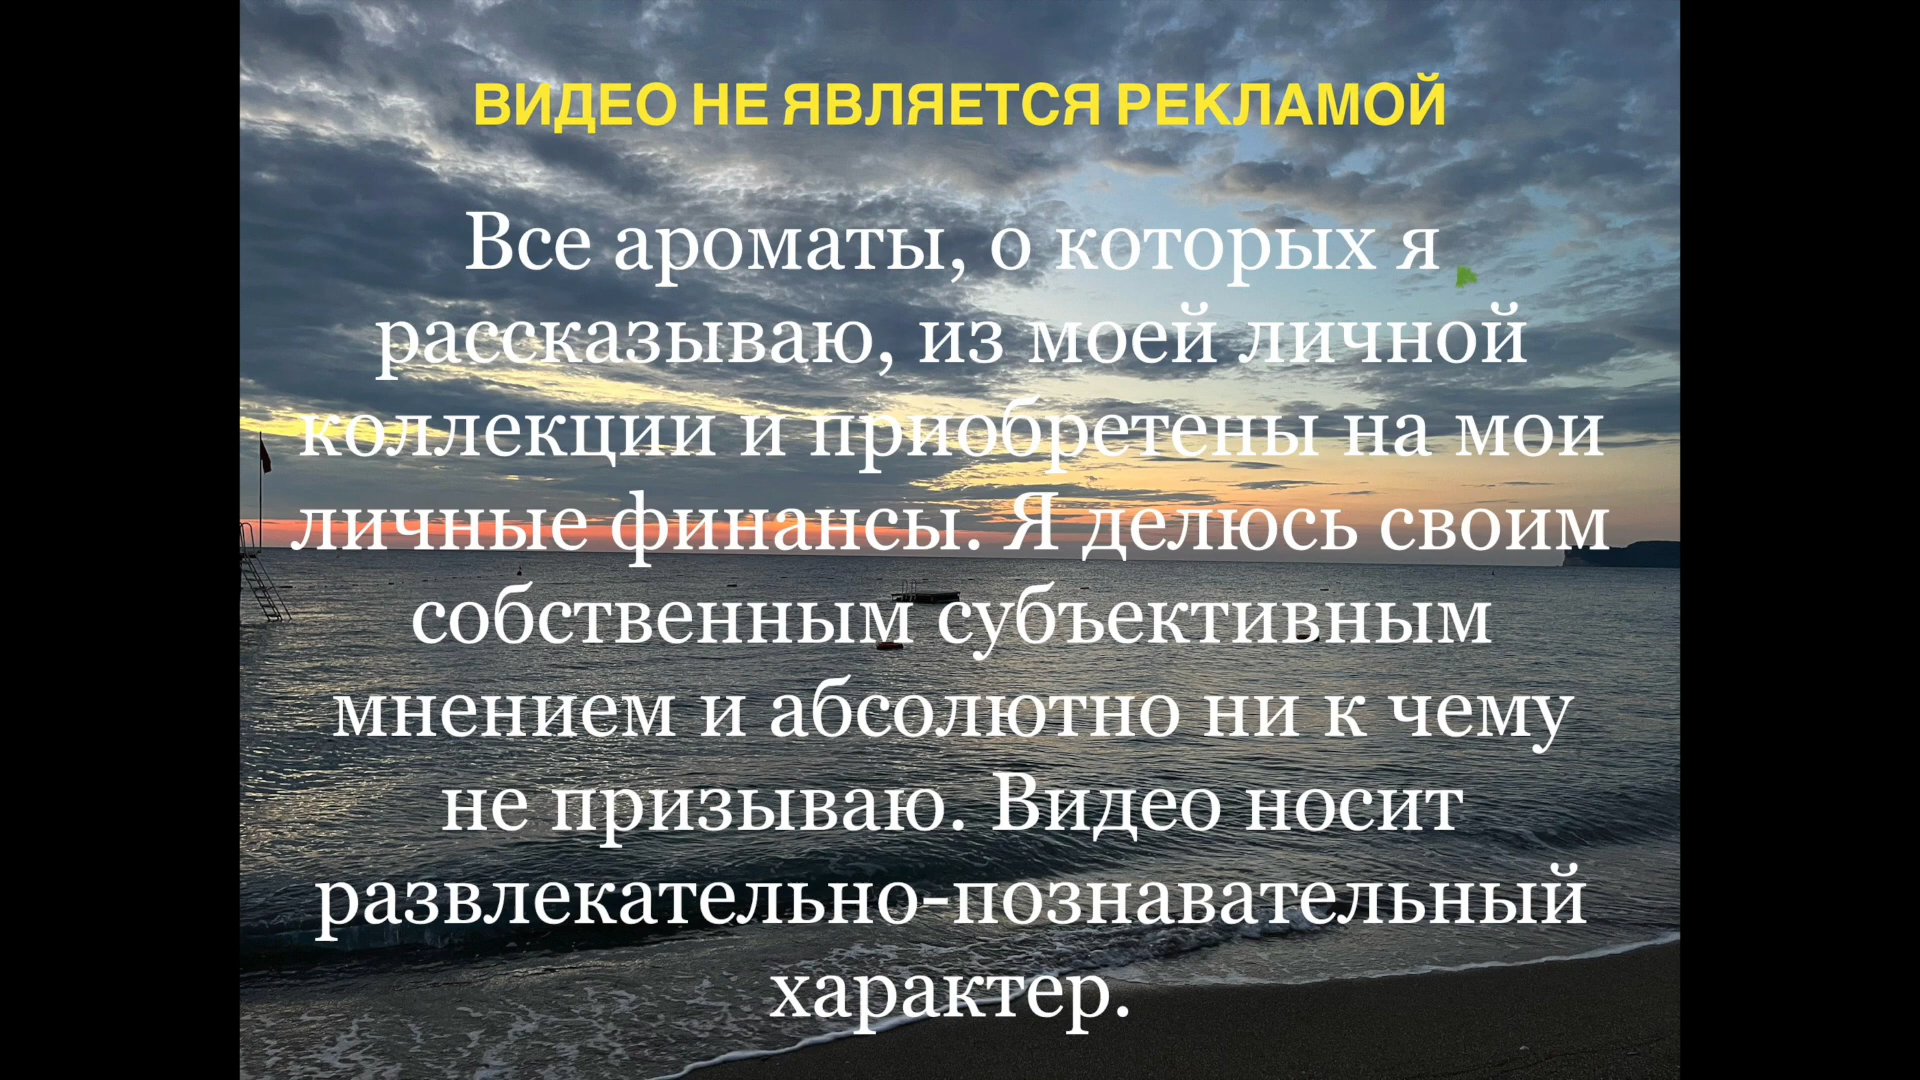 ВИДЕО НЕ ЯВЛЯЕТСЯ РЕКЛАМОЙ
Все ароматы, о которых я
рассказываю, из моей личной
коллекции и приобретены на мои
личные финансы. Я делюсь своим
собственным субъективным
мнением и абсолютно ни к чему
не призываю. Видео носит
развлекательно-познавательный
характер.